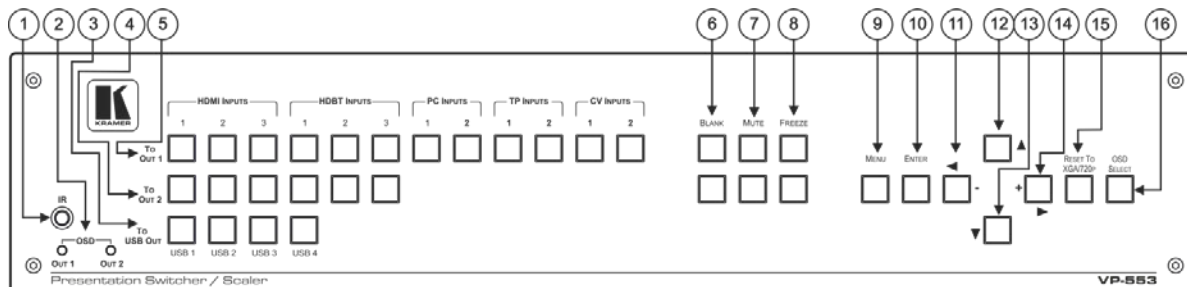 1 2 3 4 5 6 7 8 9 10 11 12 13 14 15 16
K
KRAMER
HDMI INPUTS HDBT INPUTS PC INPUTS TP INPUTS CV INPUTS
1 2 3 1 2 3 1 2 1 2 1 2
BLANK MUTE FREEZE
TO OUT 1
MENU ENTER ◄ - ▲ + ► ▼ RESET TO XGA/720P OSD SELECT
TO OUT 2
IR
TO USB OUT
OSD
OUT 1 OUT 2
USB 1 USB 2 USB 3 USB 4
Presentation Switcher / Scaler VP-553